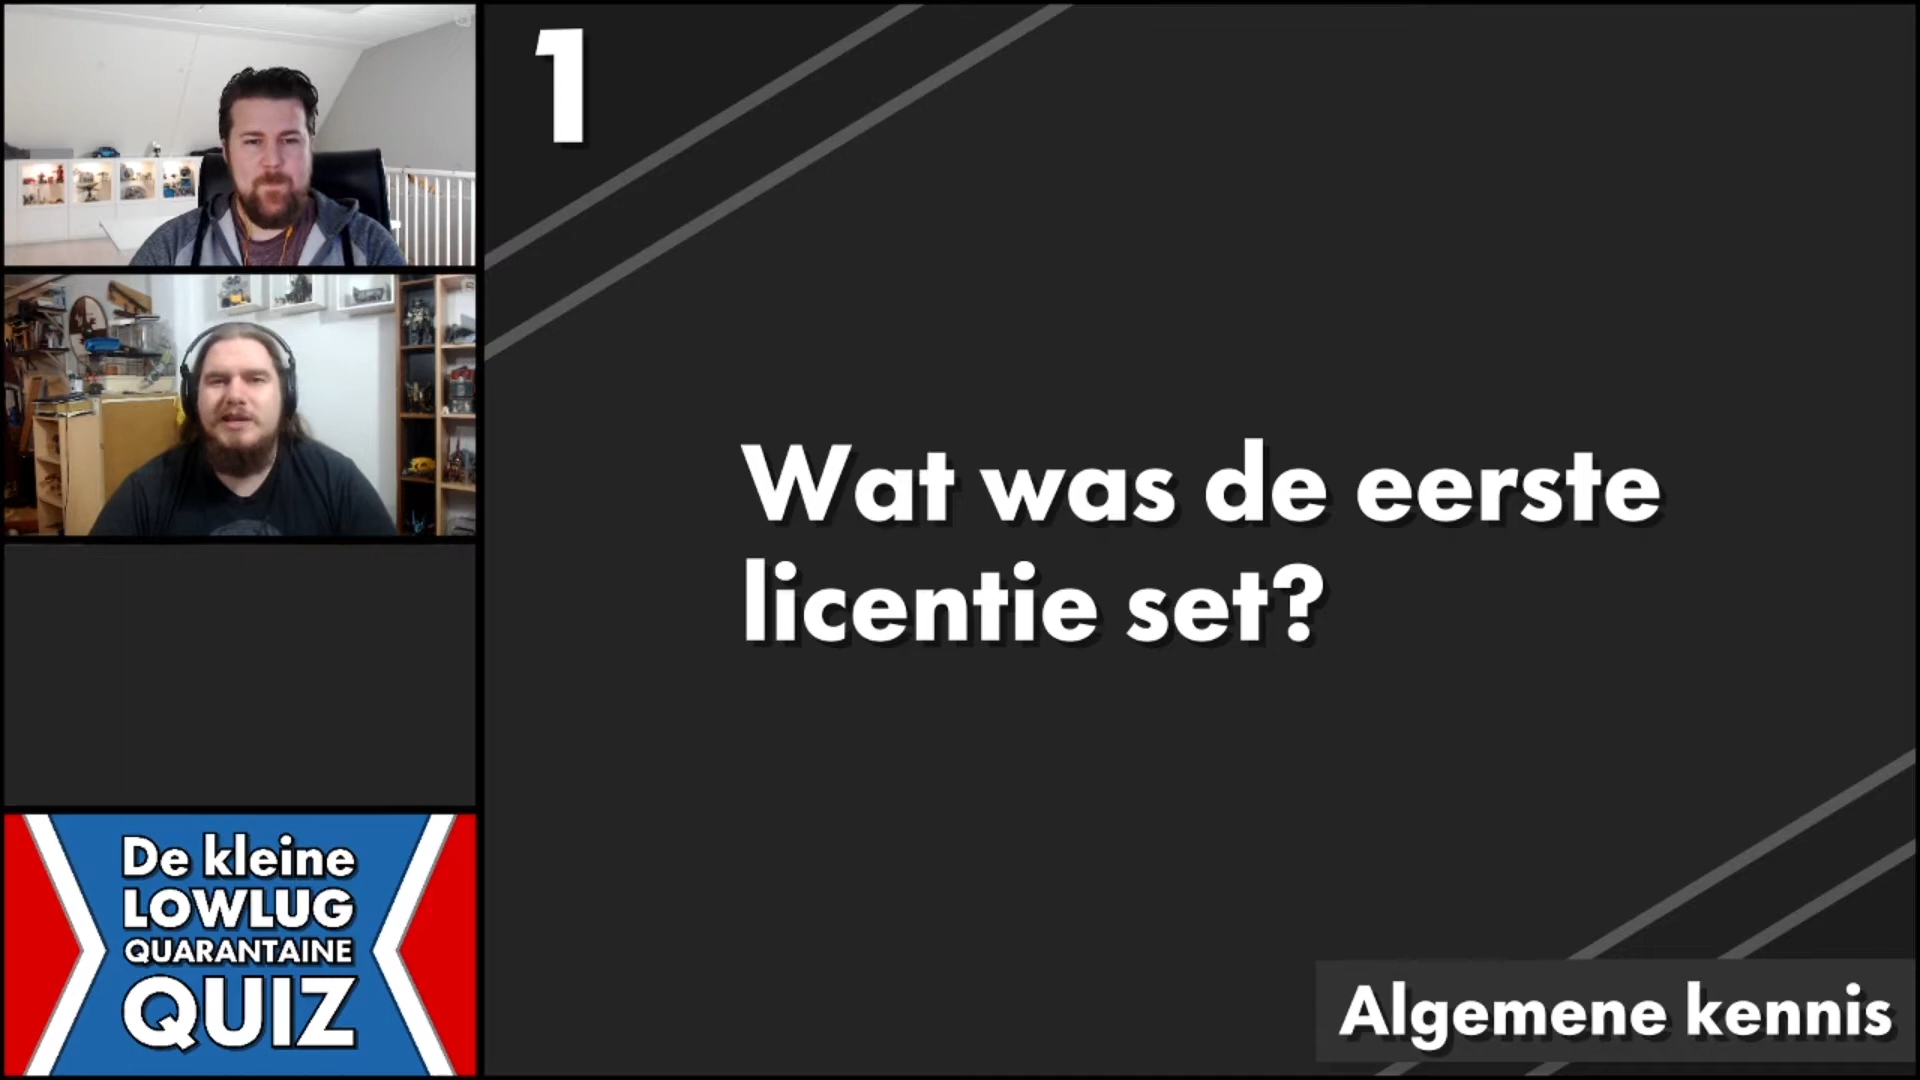 1
Wat was de eerste
licentie set?
De kleine
LOWLUG
QUARANTAINE
QUIZ
Algemene kennis